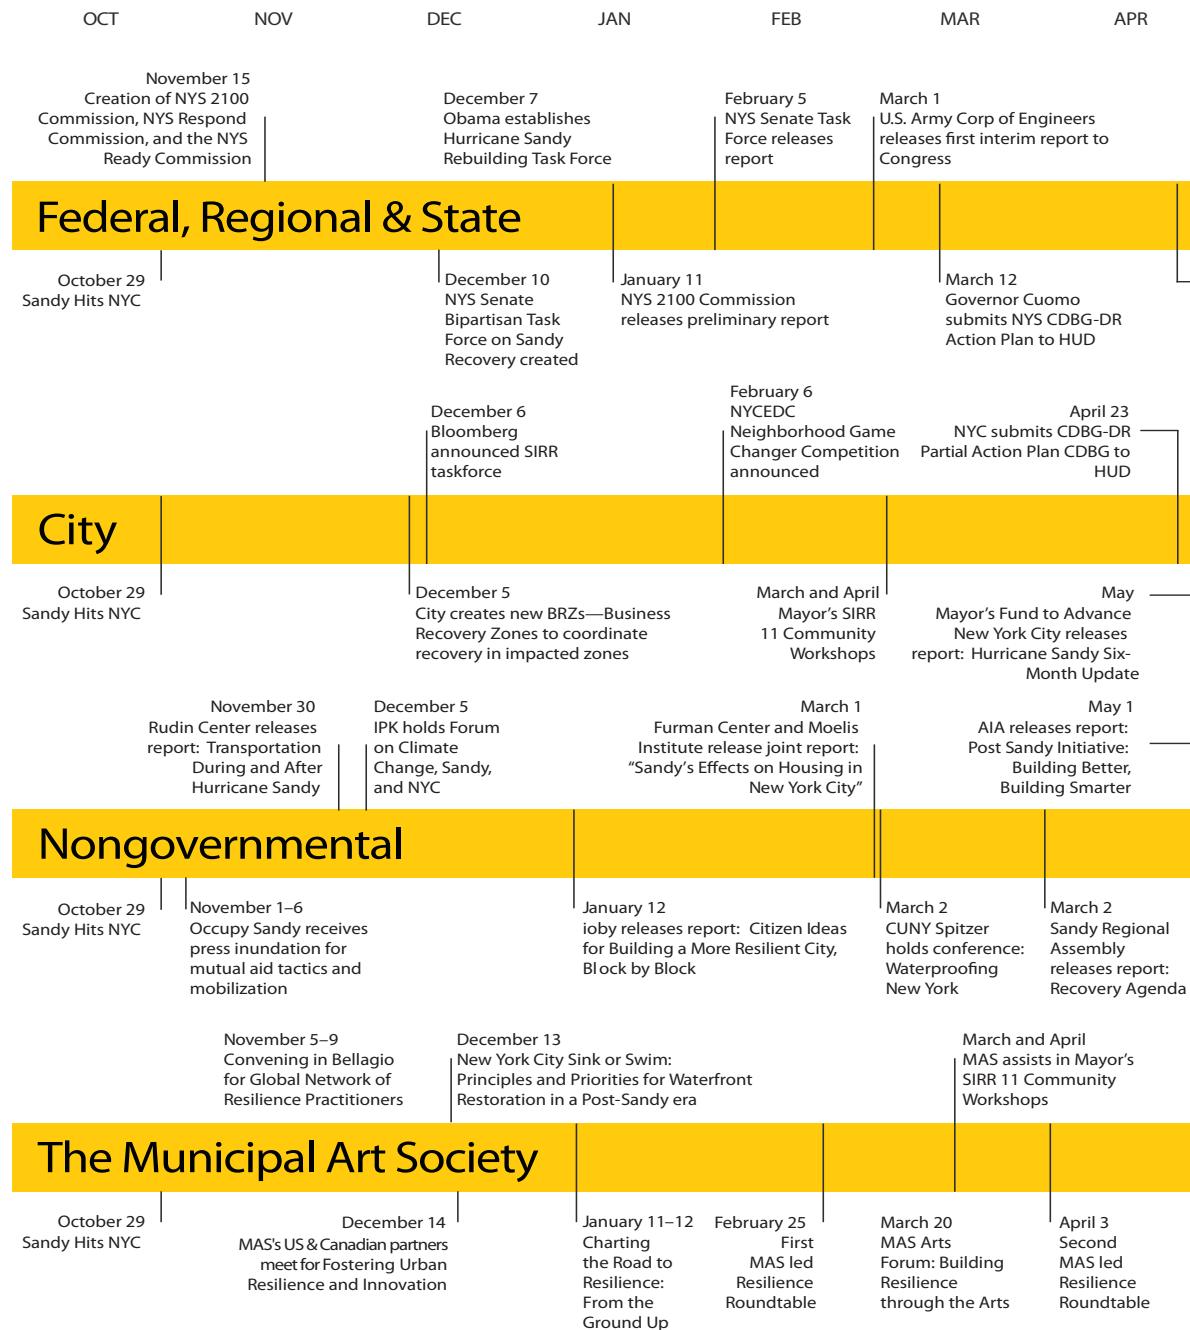 OCT NOV DEC JAN FEB MAR APR
November 15
Creation of NYS 2100
Commission, NYS Respond
Commission, and the NYS
Ready Commission
December 7
Obama establishes
Hurricane Sandy
Rebuilding Task Force
February 5
NYS Senate Task
Force releases
report
March 1
U.S. Army Corp of Engineers
releases first interim report to
Congress
Federal, Regional & State
October 29
Sandy Hits NYC
December 10
NYS Senate
Bipartisan Task
Force on Sandy
Recovery created
January 11
NYS 2100 Commission
releases preliminary report
March 12
Governor Cuomo
submits NYS CDBG-DR
Action Plan to HUD
December 6
Bloomberg
announced SIRR
taskforce
February 6
NYCEDC
Neighborhood Game
Changer Competition
announced
April 23
NYC submits CDBG-DR
Partial Action Plan CDBG to
HUD
City
October 29
Sandy Hits NYC
December 5
City creates new BRZs—Business
Recovery Zones to coordinate
recovery in impacted zones
March and April
Mayor's SIRR
11 Community
Workshops
May
Mayor's Fund to Advance
New York City releases
report: Hurricane Sandy Six-
Month Update
November 30
Rudin Center releases
report: Transportation
During and After
Hurricane Sandy
December 5
IPK holds Forum
on Climate
Change, Sandy,
and NYC
March 1
Furman Center and Moelis
Institute release joint report:
“Sandy's Effects on Housing in
New York City”
May 1
AIA releases report:
Post Sandy Initiative:
Building Better,
Building Smarter
Nongovernmental
October 29
Sandy Hits NYC
November 1–6
Occupy Sandy receives
press inundation for
mutual aid tactics and
mobilization
January 12
ioby releases report: Citizen Ideas
for Building a More Resilient City,
Block by Block
March 2
CUNY Spitzer
holds conference:
Waterproofing
New York
March 2
Sandy Regional
Assembly
releases report:
Recovery Agenda
November 5–9
Convening in Bellagio
for Global Network of
Resilience Practitioners
December 13
New York City Sink or Swim:
Principles and Priorities for Waterfront
Restoration in a Post-Sandy era
March and April
MAS assists in Mayor's
SIRR 11 Community
Workshops
The Municipal Art Society
October 29
Sandy Hits NYC
December 14
MAS's US & Canadian partners
meet for Fostering Urban
Resilience and Innovation
January 11–12
Charting
the Road to
Resilience:
From the
Ground Up
February 25
First
MAS led
Resilience
Roundtable
March 20
MAS Arts
Forum: Building
Resilience
through the Arts
April 3
Second
MAS led
Resilience
Roundtable